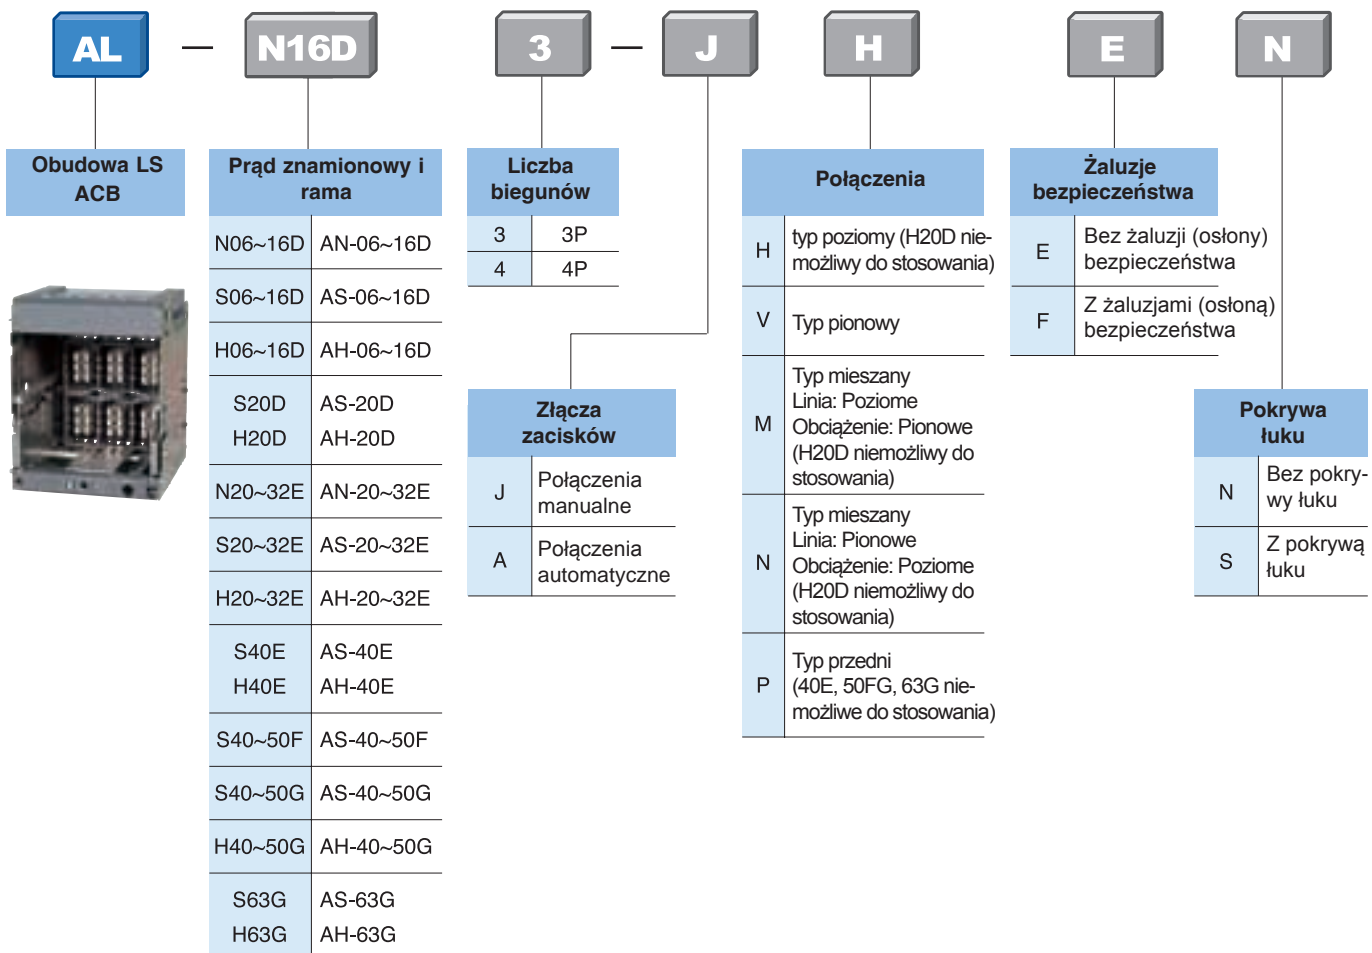 AL — N16D 3 — J H E N
Obudowa LS
ACB
Prąd znamionowy i
rama
N06~16D AN-06~16D
S06~16D AS-06~16D
H06~16D AH-06~16D
S20D AS-20D
H20D AH-20D
N20~32E AN-20~32E
S20~32E AS-20~32E
H20~32E AH-20~32E
S40E AS-40E
H40E AH-40E
S40~50F AS-40~50F
S40~50G AS-40~50G
H40~50G AH-40~50G
S63G AS-63G
H63G AH-63G
Liczba
biegunów
3 3P
4 4P
Złącza
zacisków
J Połączenia
manualne
A Połączenia
automatyczne
Połączenia
H typ poziomy (H20D nie-
możliwy do stosowania)
V Typ pionowy
M Typ mieszany
Linia: Poziome
Obciążenie: Pionowe
(H20D niemożliwy do
stosowania)
N Typ mieszany
Linia: Pionowe
Obciążenie: Poziome
(H20D niemożliwy do
stosowania)
P Typ przedni
(40E, 50FG, 63G nie-
możliwe do stosowania)
Żaluzje
bezpieczeństwa
E Bez żaluzji (osłony)
bezpieczeństwa
F Z żaluzjami (osłoną)
bezpieczeństwa
Pokrywa
łuku
N Bez pokry-
wy łuku
S Z pokrywą
łuku